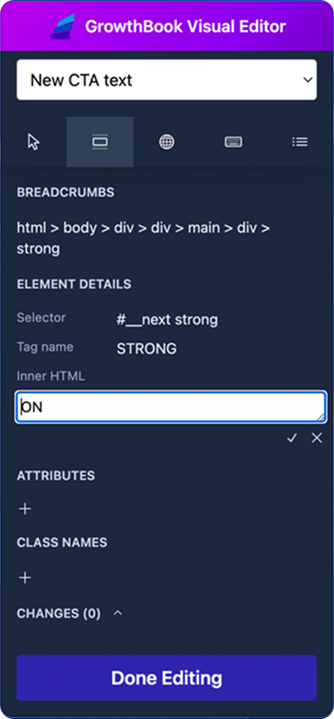 GrowthBook Visual Editor
New CTA text
BREADCRUMBS
html > body > div > div > main > div >
strong
ELEMENT DETAILS
Selector #__next strong
Tag name STRONG
Inner HTML
ON
ATTRIBUTES
CLASS NAMES
CHANGES (0)
Done Editing